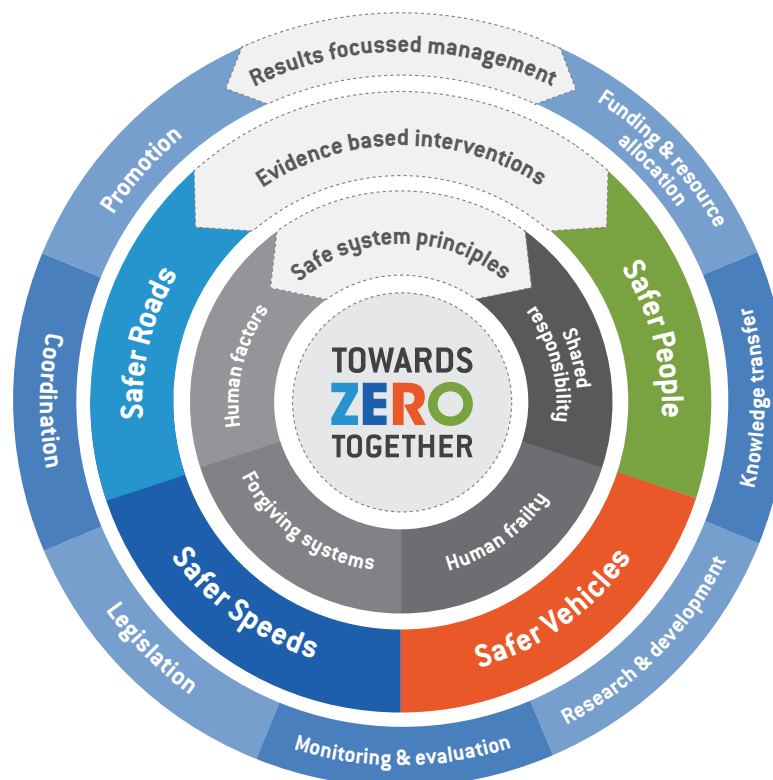 Results focussed management
Funding & resource
allocation
Knowledge transfer
Research & development
Monitoring & evaluation
Legislation
Coordination
Promotion
Evidence based interventions
Safer People
Safer Vehicles
Safer Speeds
Safer Roads
Safe system principles
Shared
responsibility
Human frailty
Forgiving systems
Human factors
TOWARDS
ZERO
TOGETHER